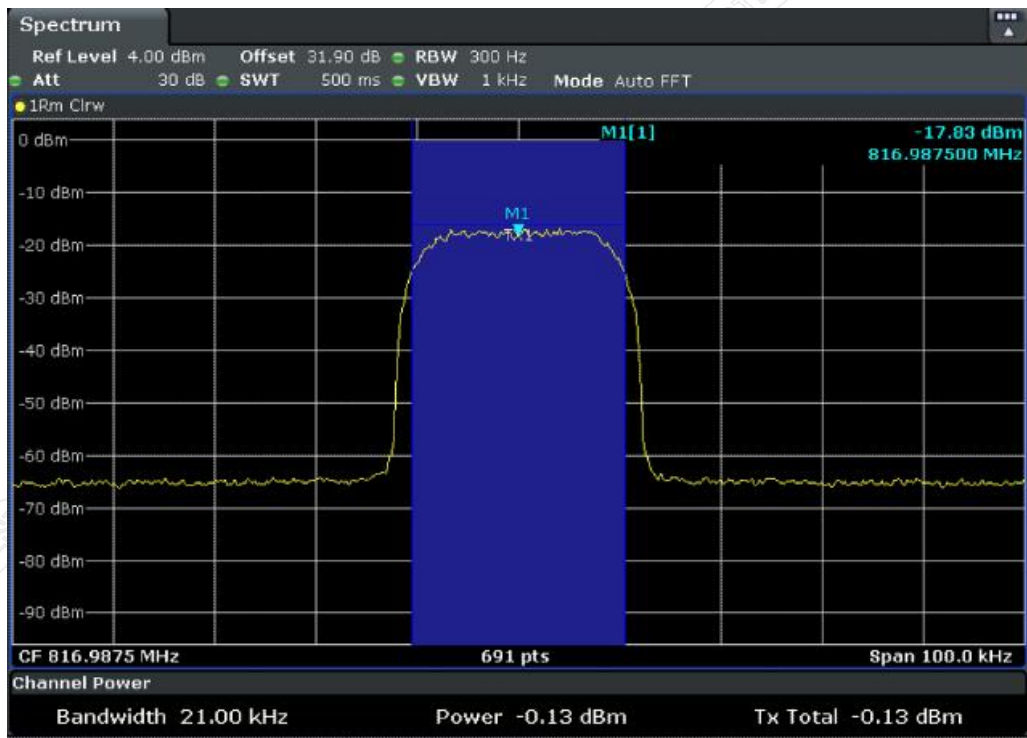 Spectrum
Ref Level 4.00 dBm Offset 31.90 dB RBW 300 Hz
Att 30 dB SWT 500 ms VBW 1 kHz Mode Auto FFT
1Rm Clrw
0 dBm
M1[1] -17.83 dBm
816.987500 MHz
-10 dBm
M1
-20 dBm
-30 dBm
-40 dBm
-50 dBm
-60 dBm
-70 dBm
-80 dBm
-90 dBm
CF 816.9875 MHz 691 pts Span 100.0 kHz
Channel Power
Bandwidth 21.00 kHz Power -0.13 dBm Tx Total -0.13 dBm